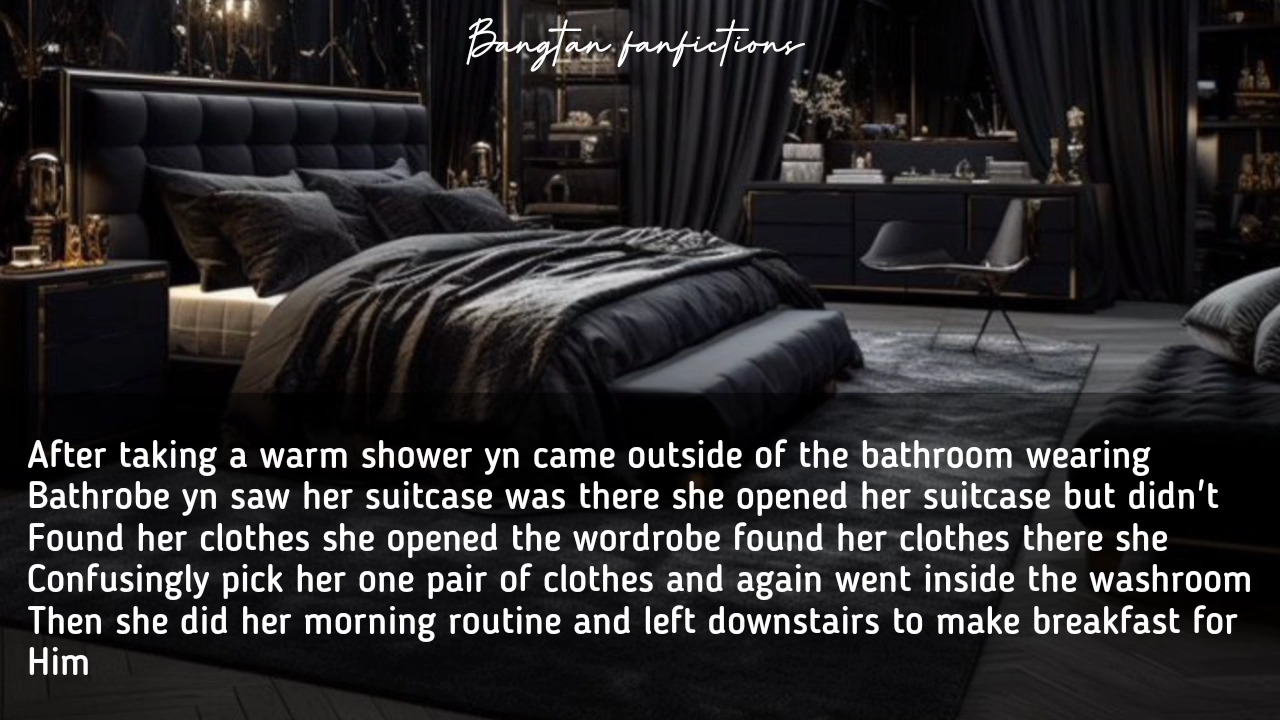 Bangtan fanfictions
After taking a warm shower yn came outside of the bathroom wearing
Bathrobe yn saw her suitcase was there she opened her suitcase but didn't
Found her clothes she opened the wordrobe found her clothes there she
Confusingly pick her one pair of clothes and again went inside the washroom
Then she did her morning routine and left downstairs to make breakfast for
Him